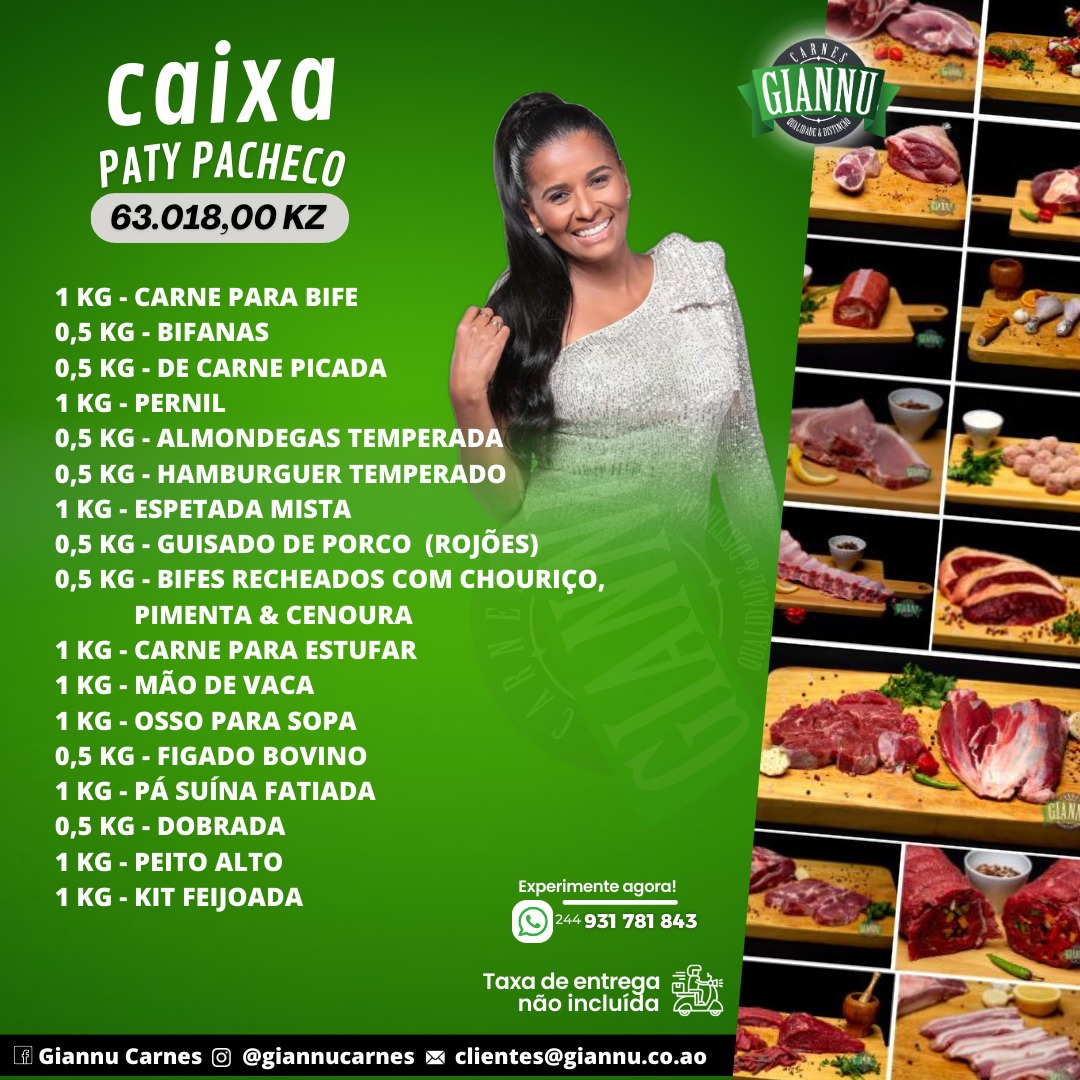 caixa
PATY PACHECO
63.018,00 KZ
CARNES
GIANNU
QUALIDADE & DISTINÇÃO
1 KG - CARNE PARA BIFE
0,5 KG - BIFANAS
0,5 KG - DE CARNE PICADA
1 KG - PERNIL
0,5 KG - ALMONDEGAS TEMPERADA
0,5 KG - HAMBURGUER TEMPERADO
1 KG - ESPETADA MISTA
0,5 KG - GUISADO DE PORCO (ROJÕES)
0,5 KG - BIFES RECHEADOS COM CHOURIÇO,
PIMENTA & CENOURA
1 KG - CARNE PARA ESTUFAR
1 KG - MÃO DE VACA
1 KG - OSSO PARA SOPA
0,5 KG - FIGADO BOVINO
1 KG - PÁ SUÍNA FATIADA
0,5 KG - DOBRADA
1 KG - PEITO ALTO
1 KG - KIT FEIJOADA
Experimente agora!
244 931 781 843
Taxa de entrega
não incluída
Giannu Carnes @giannucarnes clientes@giannu.co.ao